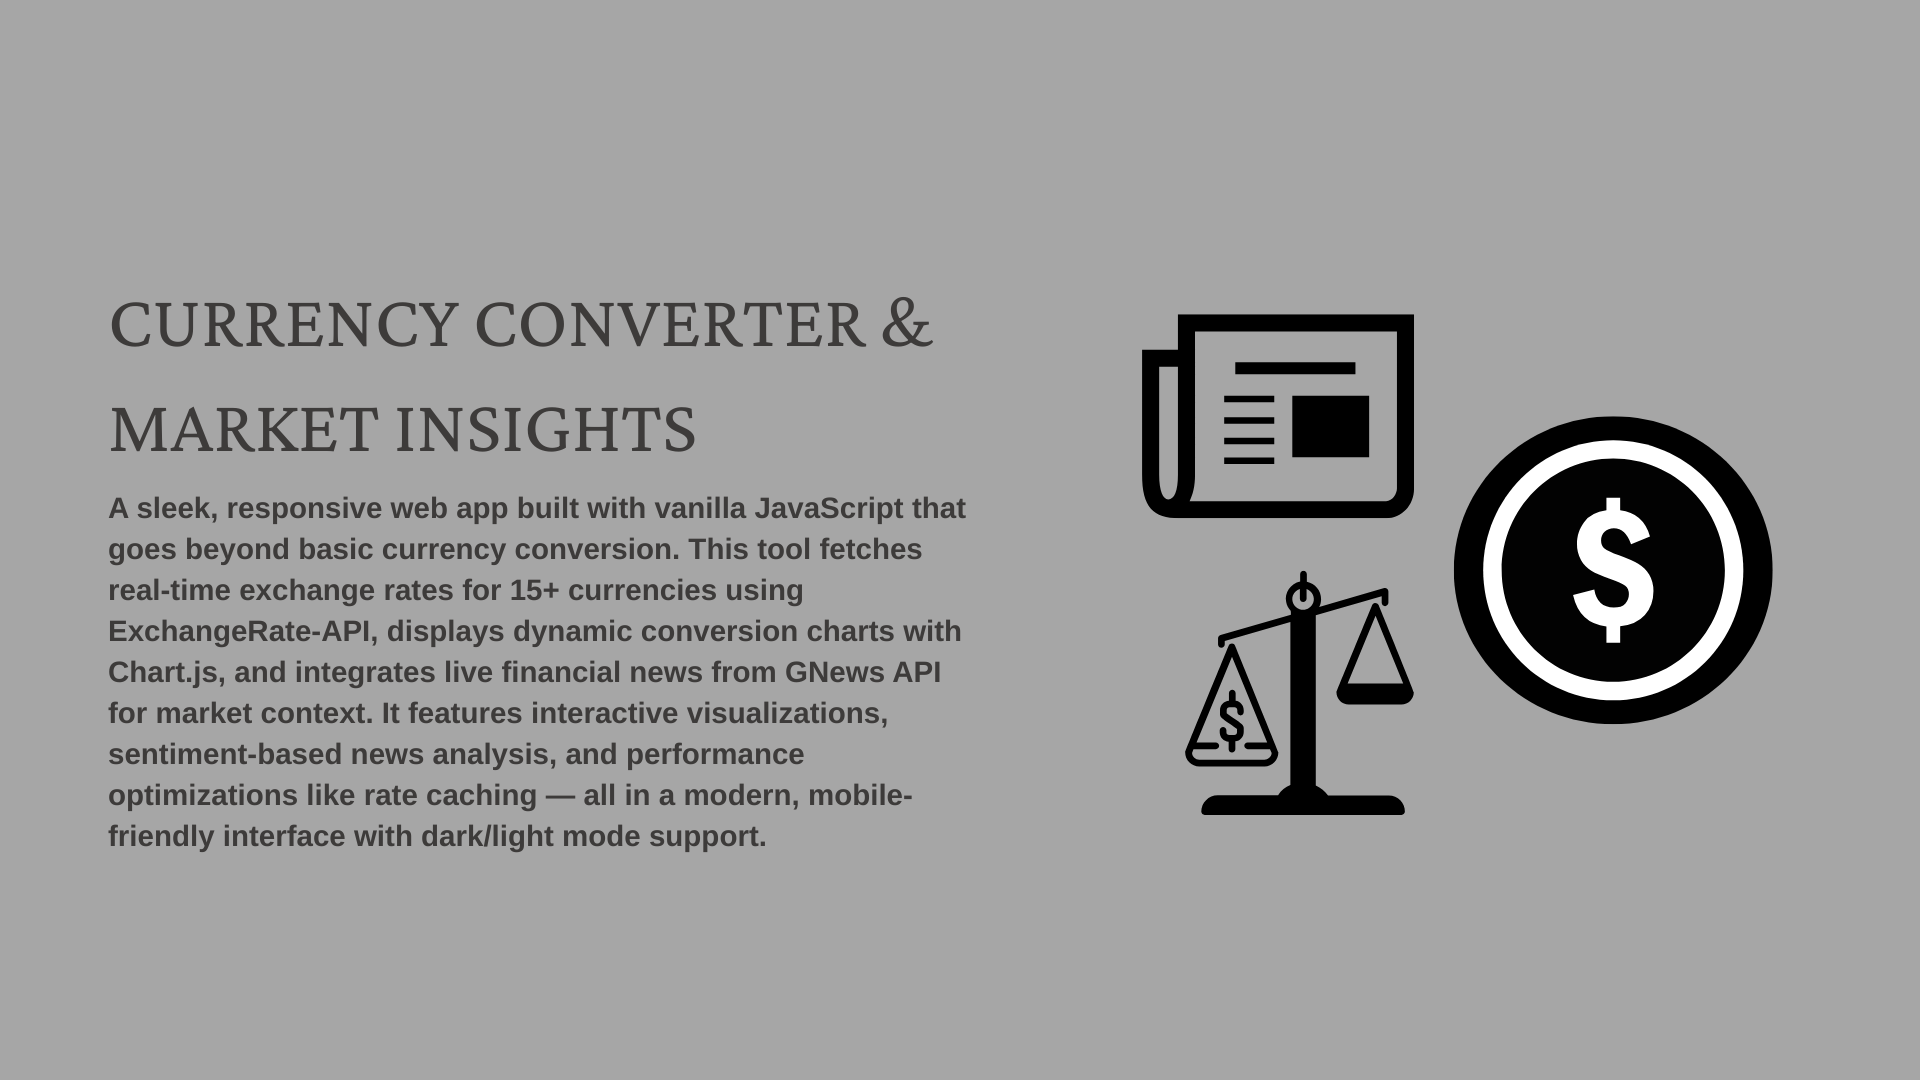 CURRENCY CONVERTER &
MARKET INSIGHTS
A sleek, responsive web app built with vanilla JavaScript that
goes beyond basic currency conversion. This tool fetches
real-time exchange rates for 15+ currencies using
ExchangeRate-API, displays dynamic conversion charts with
Chart.js, and integrates live financial news from GNews API
for market context. It features interactive visualizations,
sentiment-based news analysis, and performance
optimizations like rate caching — all in a modern, mobile-
friendly interface with dark/light mode support.
$
$